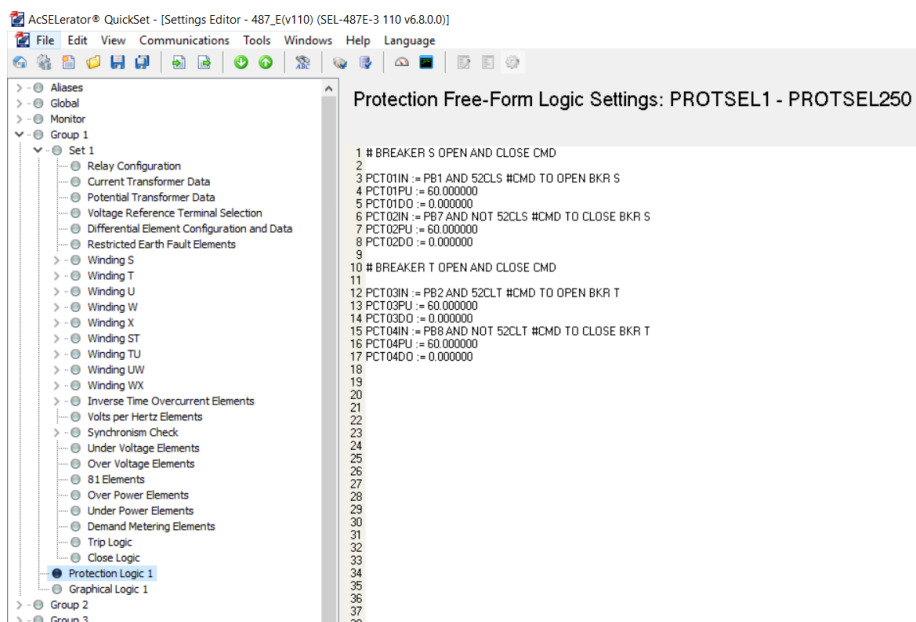 AcSELerator® QuickSet - [Settings Editor - 487_E(v110) (SEL-487E-3 110 v6.8.0.0)]
File Edit View Communications Tools Windows Help Language
Aliases
Global
Monitor
Group 1
Set 1
Relay Configuration
Current Transformer Data
Potential Transformer Data
Voltage Reference Terminal Selection
Differential Element Configuration and Data
Restricted Earth Fault Elements
Winding S
Winding T
Winding U
Winding W
Winding X
Winding ST
Winding TU
Winding UW
Winding WX
Inverse Time Overcurrent Elements
Volts per Hertz Elements
Synchronism Check
Under Voltage Elements
Over Voltage Elements
81 Elements
Over Power Elements
Under Power Elements
Demand Metering Elements
Trip Logic
Close Logic
Protection Logic 1
Graphical Logic 1
Group 2
Group 3
Protection Free-Form Logic Settings: PROTSEL1 - PROTSEL250
1 # BREAKER S OPEN AND CLOSE CMD
2
3 PCT01IN := PB1 AND 52CLS #CMD TO OPEN BKR S
4 PCT01PU := 60.000000
5 PCT01DO := 0.000000
6 PCT02IN := PB7 AND NOT 52CLS #CMD TO CLOSE BKR S
7 PCT02PU := 60.000000
8 PCT02DO := 0.000000
9
10 # BREAKER T OPEN AND CLOSE CMD
11
12 PCT03IN := PB2 AND 52CLT #CMD TO OPEN BKR T
13 PCT03PU := 60.000000
14 PCT03DO := 0.000000
15 PCT04IN := PB8 AND NOT 52CLT #CMD TO CLOSE BKR T
16 PCT04PU := 60.000000
17 PCT04DO := 0.000000
18
19
20
21
22
23
24
25
26
27
28
29
30
31
32
33
34
35
36
37